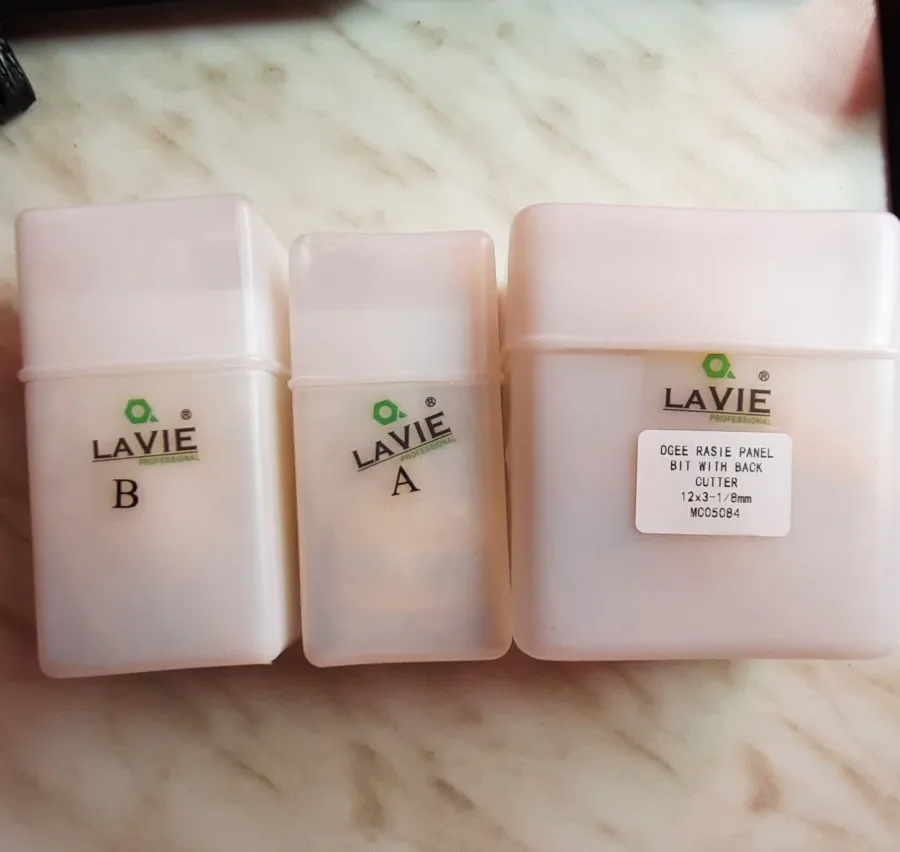 LAVIE ®
PROFESSIONAL
B
LAVIE ®
PROFESSIONAL
A
LAVIE ®
PROFESSIONAL
OGEE RASIE PANEL
BIT WITH BACK
CUTTER
12x3-1/8mm
MC05084